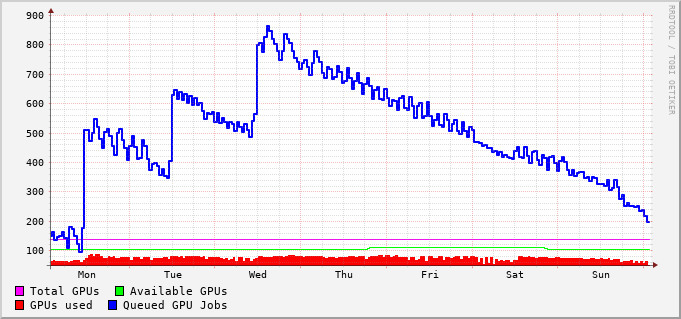 900
800
700
600
500
400
300
200
100
Mon Tue Wed Thu Fri Sat Sun
Total GPUs Available GPUs
GPUs used Queued GPU Jobs
RRDTOOL / TOBI OETIKER